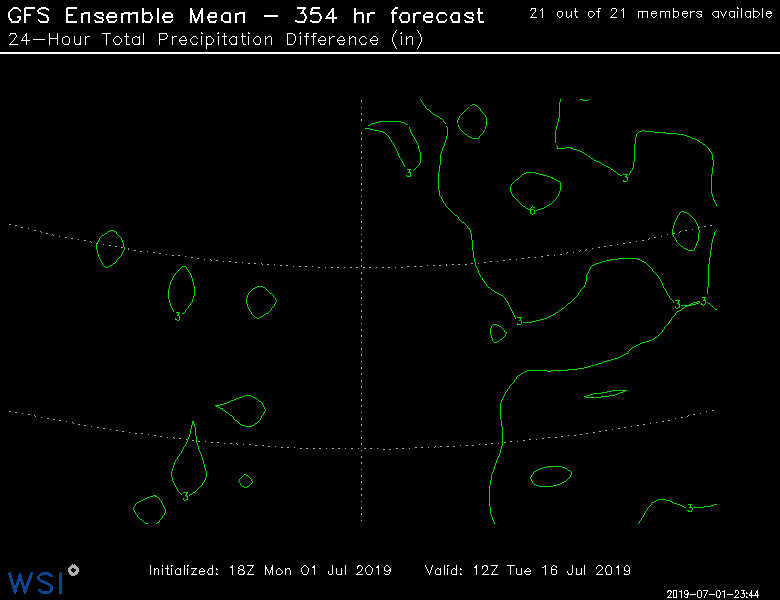 GFS Ensemble Mean – 354 hr forecast
21 out of 21 members available
24–Hour Total Precipitation Difference (in)
3
3
6
3
3
3
3
3
3
Initialized: 18Z Mon 01 Jul 2019
Valid: 12Z Tue 16 Jul 2019
WSI
2019–07–01–23:44